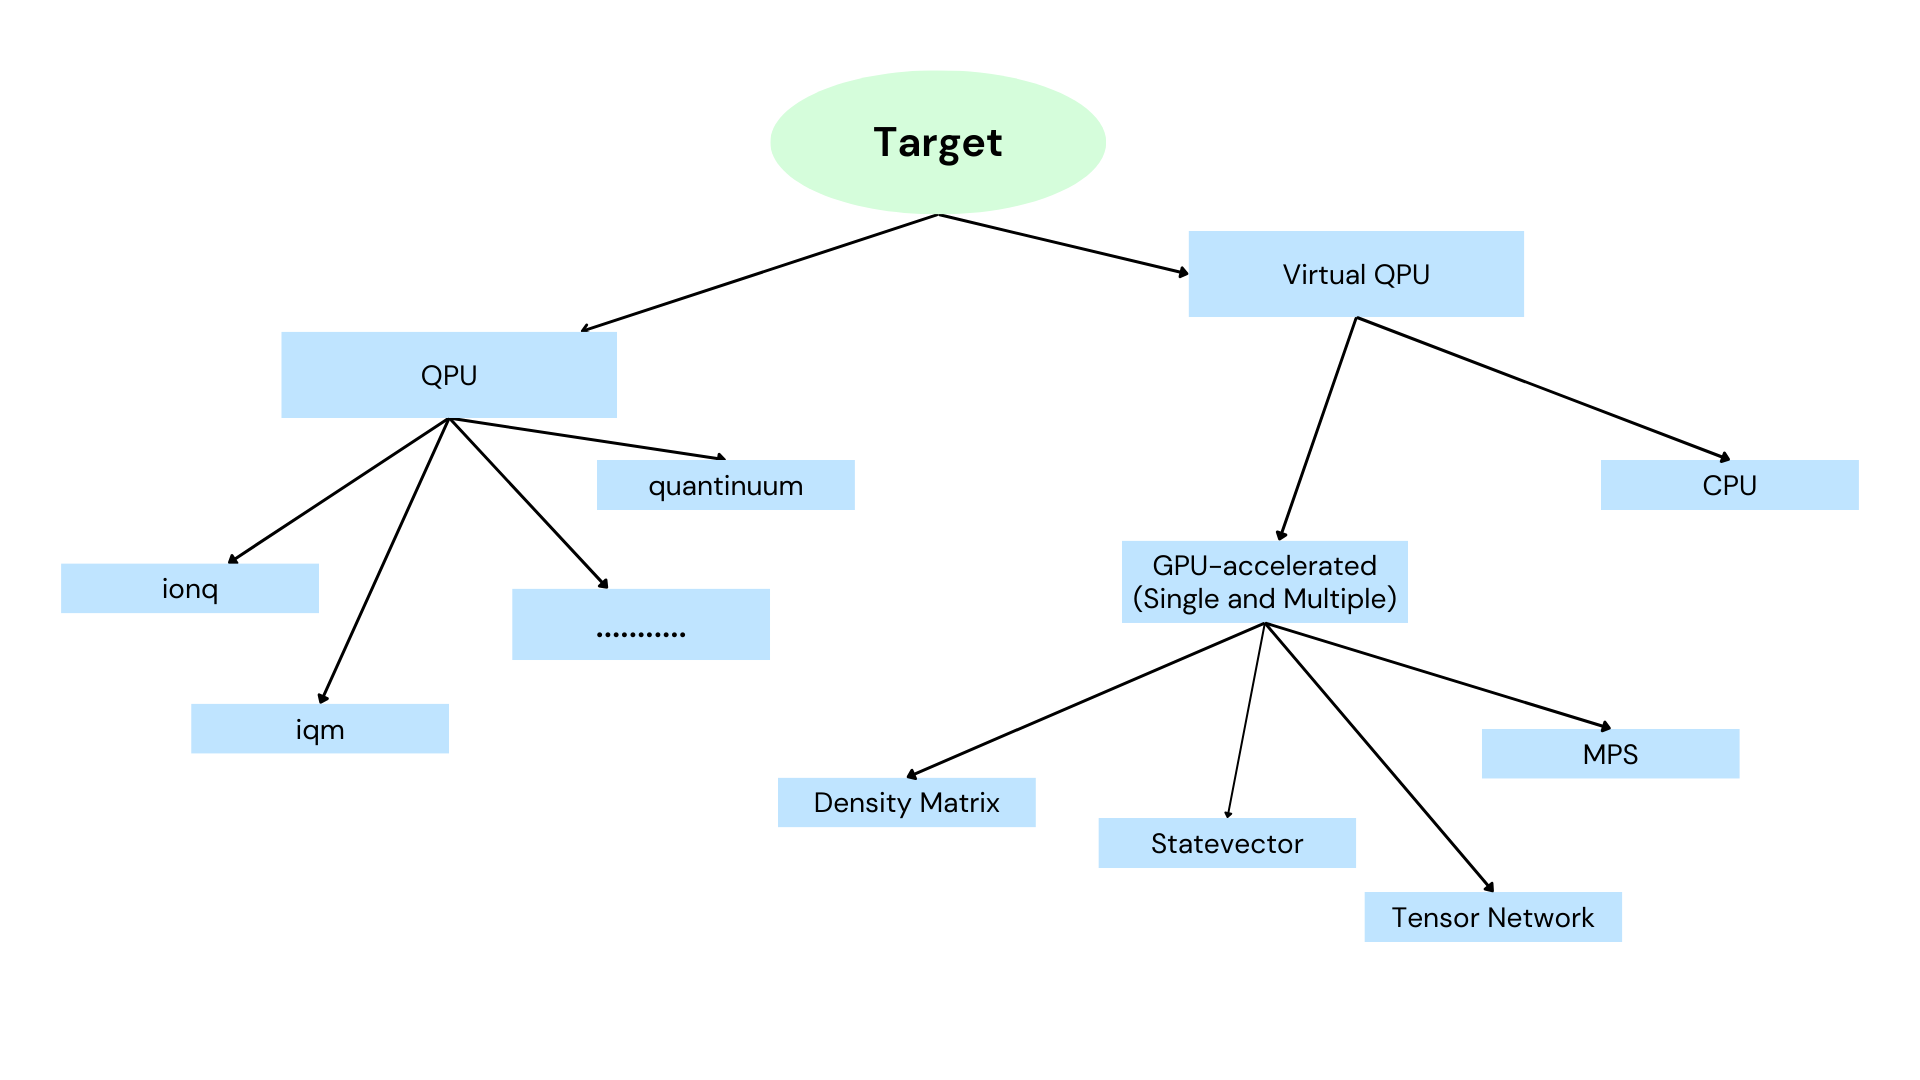 Target
Virtual QPU
QPU
quantinuum
CPU
ionq
GPU-accelerated
(Single and Multiple)
...........
iqm
MPS
Density Matrix
Statevector
Tensor Network